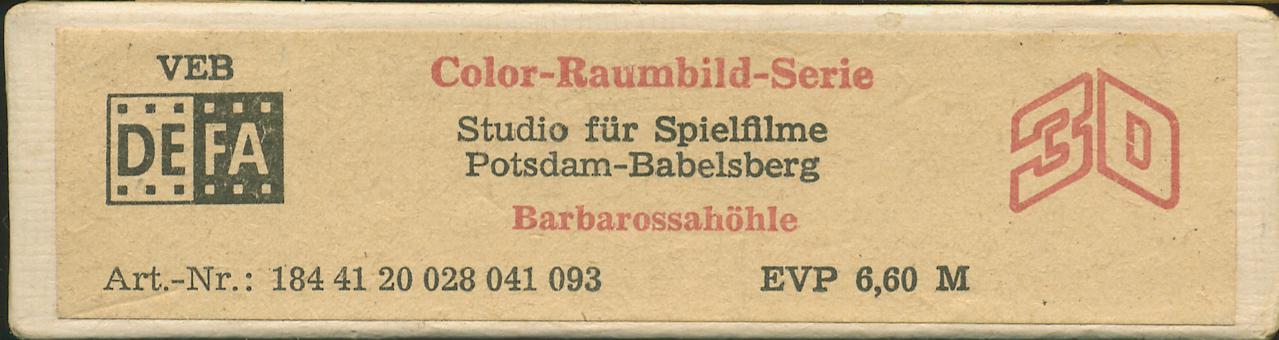 VEB
DEFA
Color-Raumbild-Serie
Studio für Spielfilme
Potsdam-Babelsberg
Barbarossahöhle
3D
Art.-Nr.: 184 41 20 028 041 093
EVP 6,60 M